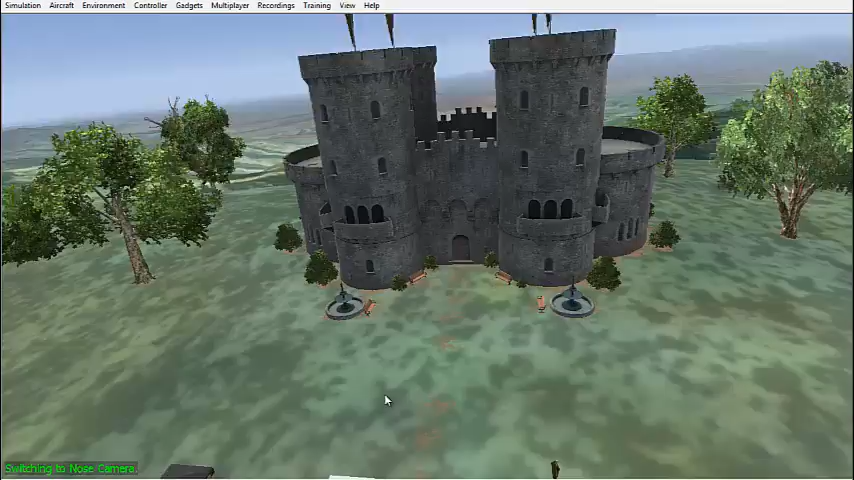 Simulation Aircraft Environment Controller Gadgets Multiplayer Recordings Training View Help
Switching to Nose Camera.